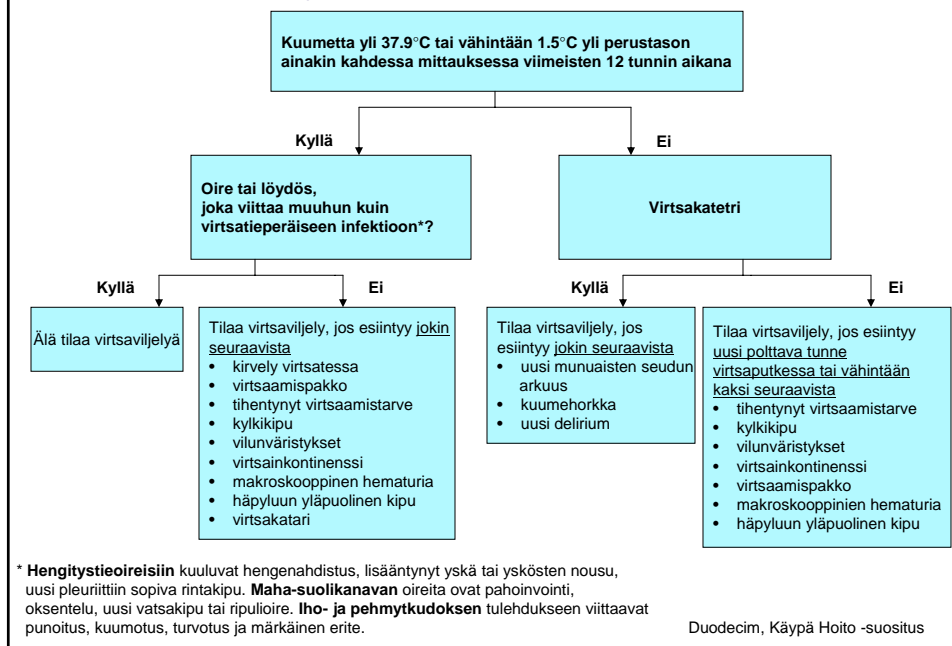 Kuumetta yli 37.9°C tai vähintään 1.5°C yli perustason
ainakin kahdessa mittauksessa viimeisten 12 tunnin aikana
Kyllä
Ei
Oire tai löydös,
joka viittaa muuhun kuin
virtsatieperäiseen infektioon*?
Virtsakatetri
Kyllä
Ei
Kyllä
Ei
Älä tilaa virtsaviljelyä
Tilaa virtsaviljely, jos esiintyy jokin
seuraavista
• kirvely virtsatessa
• virtsaamispakko
• tihentynyt virtsaamistarve
• kylkikipu
• vilunväristykset
• virtsainkontinenssi
• makroskooppinen hematuria
• häpyluun yläpuolinen kipu
• virtsakatari
Tilaa virtsaviljely, jos
esiintyy jokin seuraavista
• uusi munuaisten seudun
arkuus
• kuumehorkka
• uusi delirium
Tilaa virtsaviljely, jos esiintyy
uusi polttava tunne
virtsaputkessa tai vähintään
kaksi seuraavista
• tihentynyt virtsaamistarve
• kylkikipu
• vilunväristykset
• virtsainkontinenssi
• virtsaamispakko
• makroskoppinien hematuria
• häpyluun yläpuolinen kipu
* Hengitystieoireisiin kuuluvat hengenahdistus, lisääntynyt yskä tai yskösten nousu,
uusi pleuriittiin sopiva rintakipu. Maha-suolikanavan oireita ovat pahoinvointi,
oksentelu, uusi vatsakipu tai ripulioire. Iho- ja pehmytkudoksen tulehdukseen viittaavat
punoitus, kuumotus, turvotus ja märkäinen erite.
Duodecim, Käypä Hoito -suositus